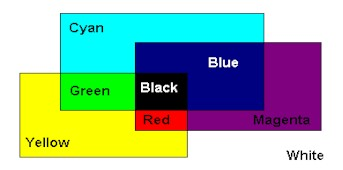 Cyan
Blue
Green
Black
Red
Magenta
Yellow
White